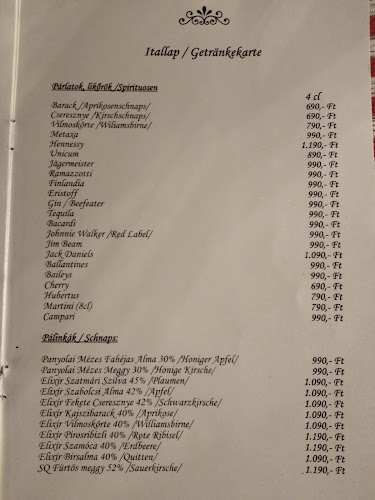 Itallap / Getränkekarte
Párlatok, likőrök /Spirituosen
4 cl
Barack /Aprikosenschnaps/ 690,- Ft
Cseresznye /Kirschschnaps/ 690,- Ft
Vilmoskörte /Wiliamsbirne/ 790,- Ft
Metaxa 990,- Ft
Hennessy 1.190,- Ft
Unicum 890,- Ft
Jägermeister 990,- Ft
Ramazzotti 990,- Ft
Finlandia 990,- Ft
Eristoff 990,- Ft
Gin / Beefeater 990,- Ft
Tequila 990,- Ft
Bacardi 990,- Ft
Johnnie Walker /Red Label/ 990,- Ft
Jim Beam 990,- Ft
Jack Daniels 1.090,- Ft
Ballantines 990,- Ft
Baileys 990,- Ft
Cherry 690,- Ft
Hubertus 790,- Ft
Martini (8cl) 790,- Ft
Campari 990,- Ft
Pálinkák / Schnaps:
Panyolai Mézes Fahéjas Alma 30% /Honiger Apfel/ 990,- Ft
Panyolai Mézes Meggy 30% /Honige Kirsche/ 990,- Ft
Elixír Szatmári Szilva 45% /Plaumen/ 1.090,- Ft
Elixír Szabolcsi Alma 42% /Apfel/ 1.090,- Ft
Elixír Fekete Cseresznye 42% /Schwarzkirsche/ 1.090,- Ft
Elixír Kajszibarack 40% /Aprikose/ 1.090,- Ft
Elixír Vilmoskörte 40% /Williamsbirne/ 1.090,- Ft
Elixír Pirosribizli 40% /Rote Ribisel/ 1.190,- Ft
Elixír Szamóca 40% /Erdbeere/ 1.090,- Ft
Elixír Birsalma 40% /Quitten/ 1.090,- Ft
SQ Fürtös meggy 52% /Sauerkirsche/ 1.190,- Ft